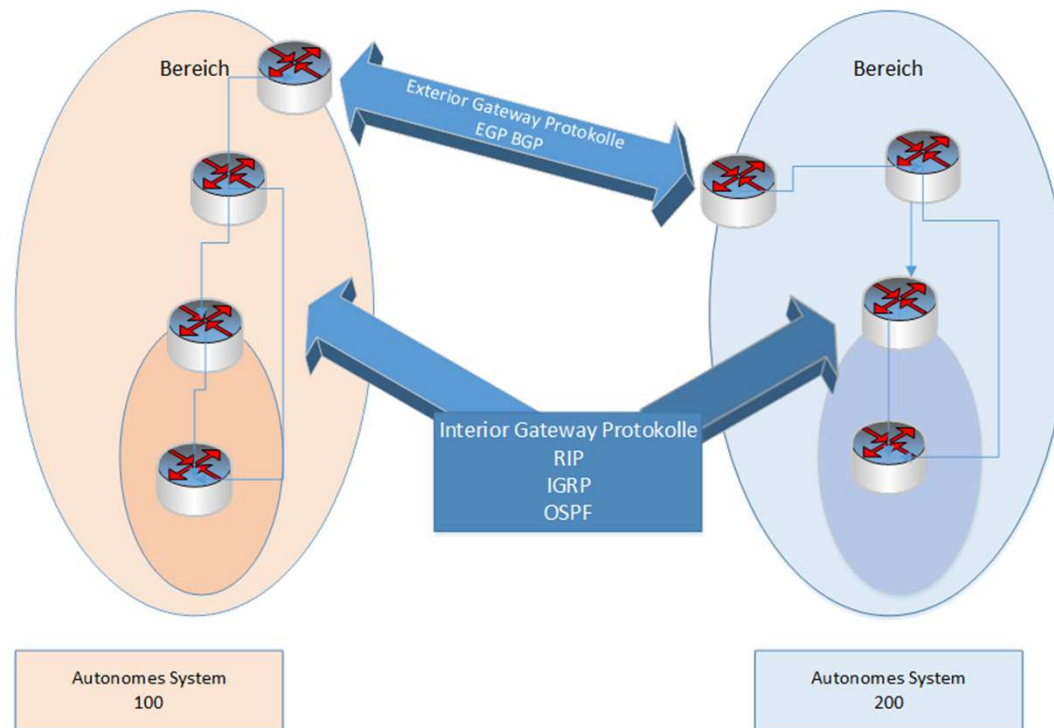 Bereich
Bereich
Exterior Gateway Protokolle
EGP BGP
Interior Gateway Protokolle
RIP
IGRP
OSPF
Autonomes System
100
Autonomes System
200